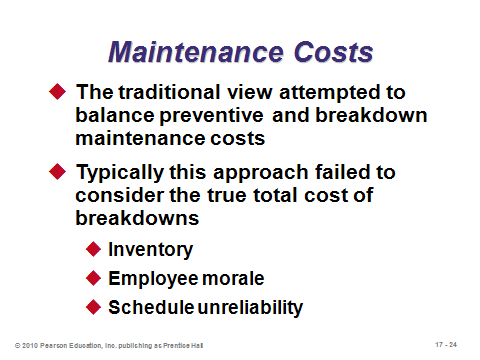 Maintenance Costs
The traditional view attempted to
balance preventive and breakdown
maintenance costs
Typically this approach failed to
consider the true total cost of
breakdowns
Inventory
Employee morale
Schedule unreliability
© 2010 Pearson Education, Inc. publishing as Prentice Hall
17 - 24